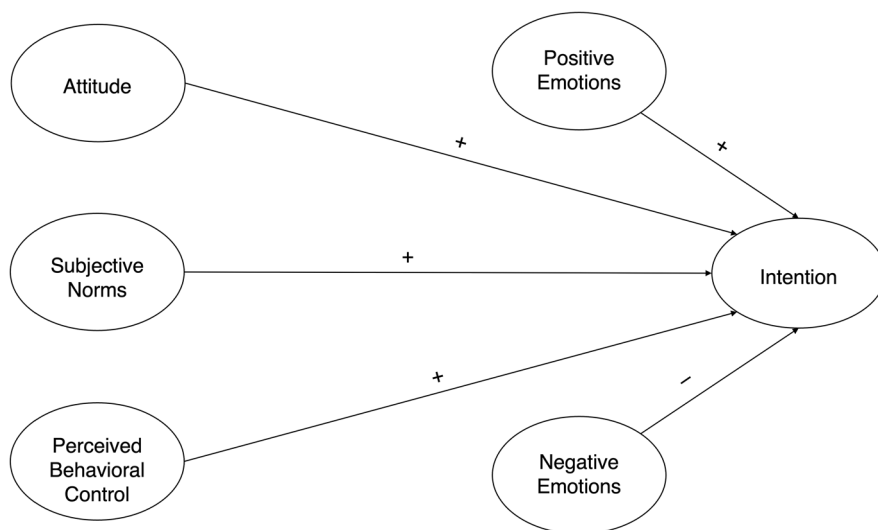 Attitude
Positive
Emotions
+
+
Subjective
Norms
+
Intention
+
−
Perceived
Behavioral
Control
Negative
Emotions